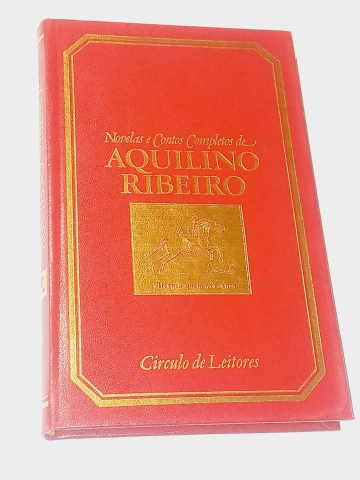 Novelas e Contos Completos de
AQUILINO
RIBEIRO
Círculo de Leitores